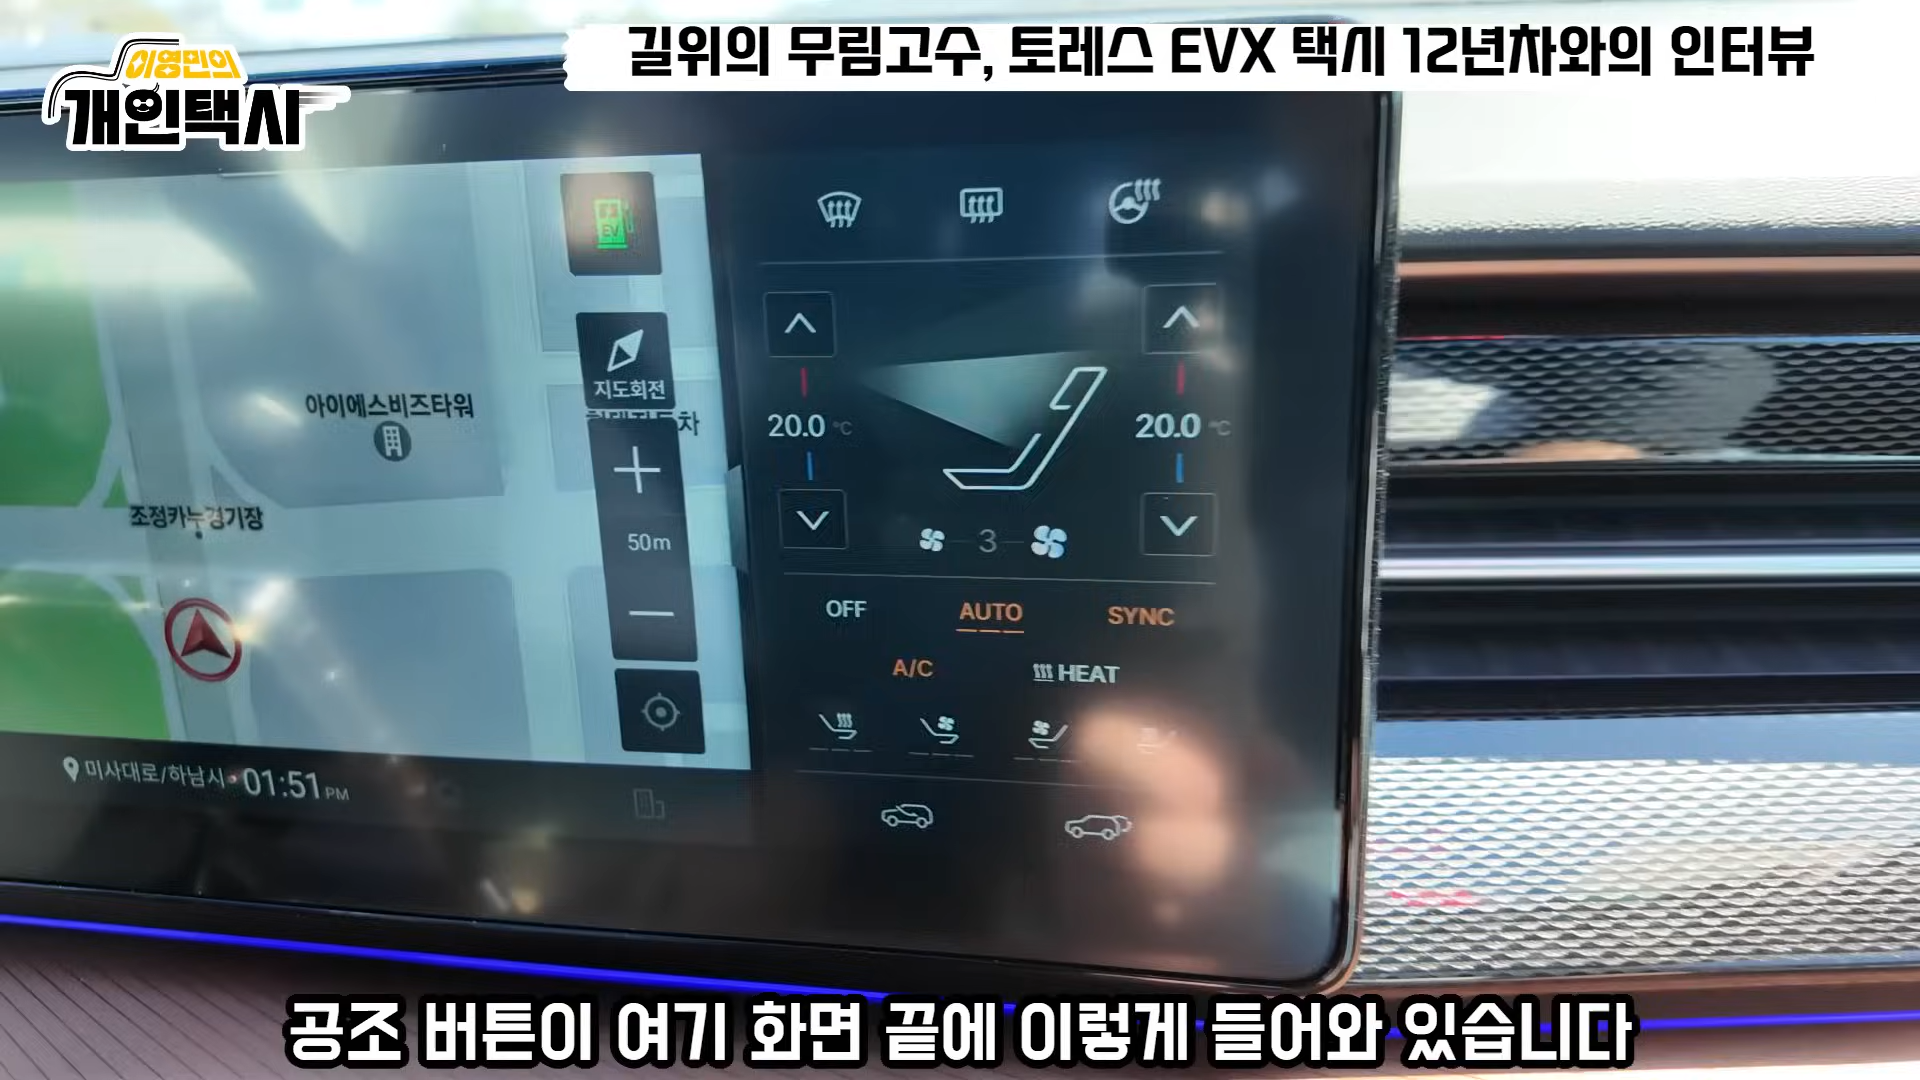 길위의 무림고수, 토레스 EVX 택시 12년차와의 인터뷰
이영민의
개인택시
EV
지도회전
아이에스비즈타워
차
20.0 °C
20.0 °C
조정카누경기장
50m
3
OFF
AUTO
SYNC
A/C
HEAT
미사대로/하남시 01:51 PM
공조 버튼이 여기 화면 끝에 이렇게 들어와 있습니다